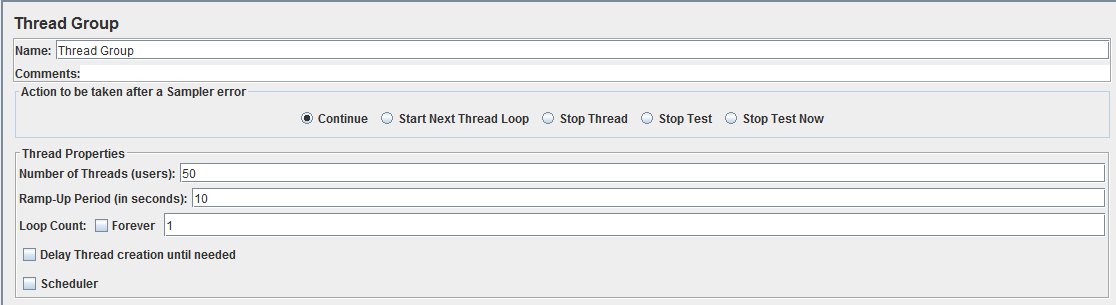 Thread Group
Name: Thread Group
Comments:
Action to be taken after a Sampler error
Continue Start Next Thread Loop Stop Thread Stop Test Stop Test Now
Thread Properties
Number of Threads (users): 50
Ramp-Up Period (in seconds): 10
Loop Count: Forever 1
Delay Thread creation until needed
Scheduler